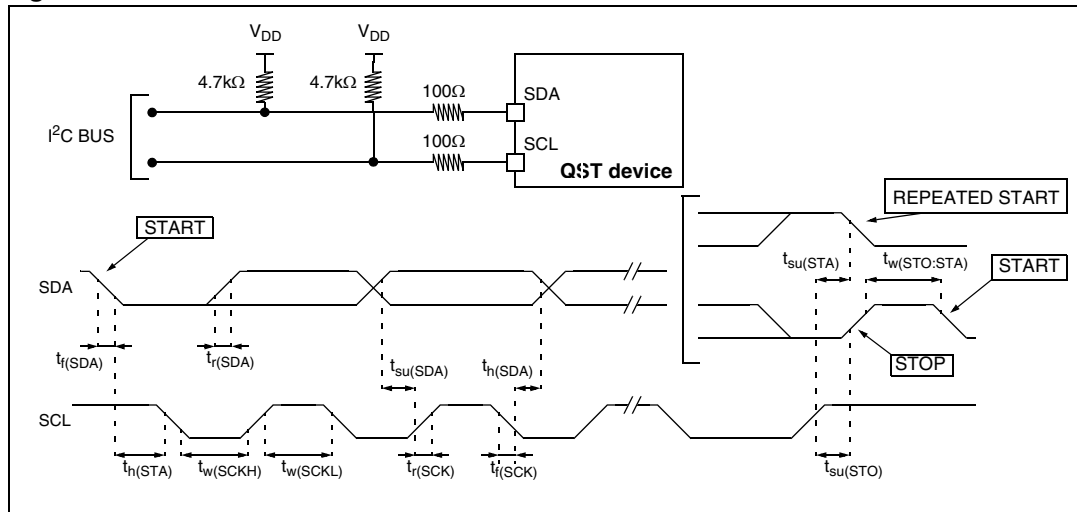 VDD VDD
4.7kΩ 4.7kΩ
100Ω
SDA
I2C BUS
100Ω
SCL
QST device
REPEATED START
START
tsu(STA) tw(STO:STA)
START
SDA
tf(SDA) tr(SDA)
tsu(SDA) th(SDA)
STOP
SCL
th(STA) tw(SCKH) tw(SCKL) tr(SCK) tf(SCK) tsu(STO)